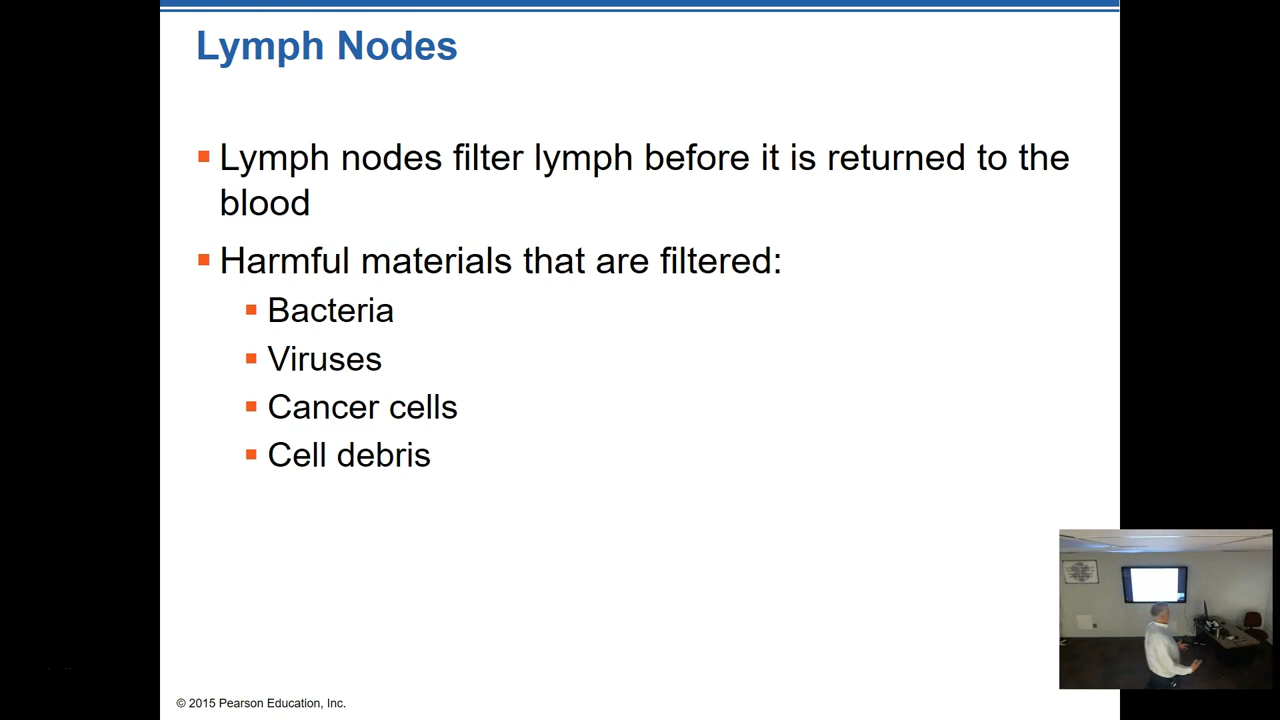 Lymph Nodes
Lymph nodes filter lymph before it is returned to the
blood
Harmful materials that are filtered:
Bacteria
Viruses
Cancer cells
Cell debris
© 2015 Pearson Education, Inc.